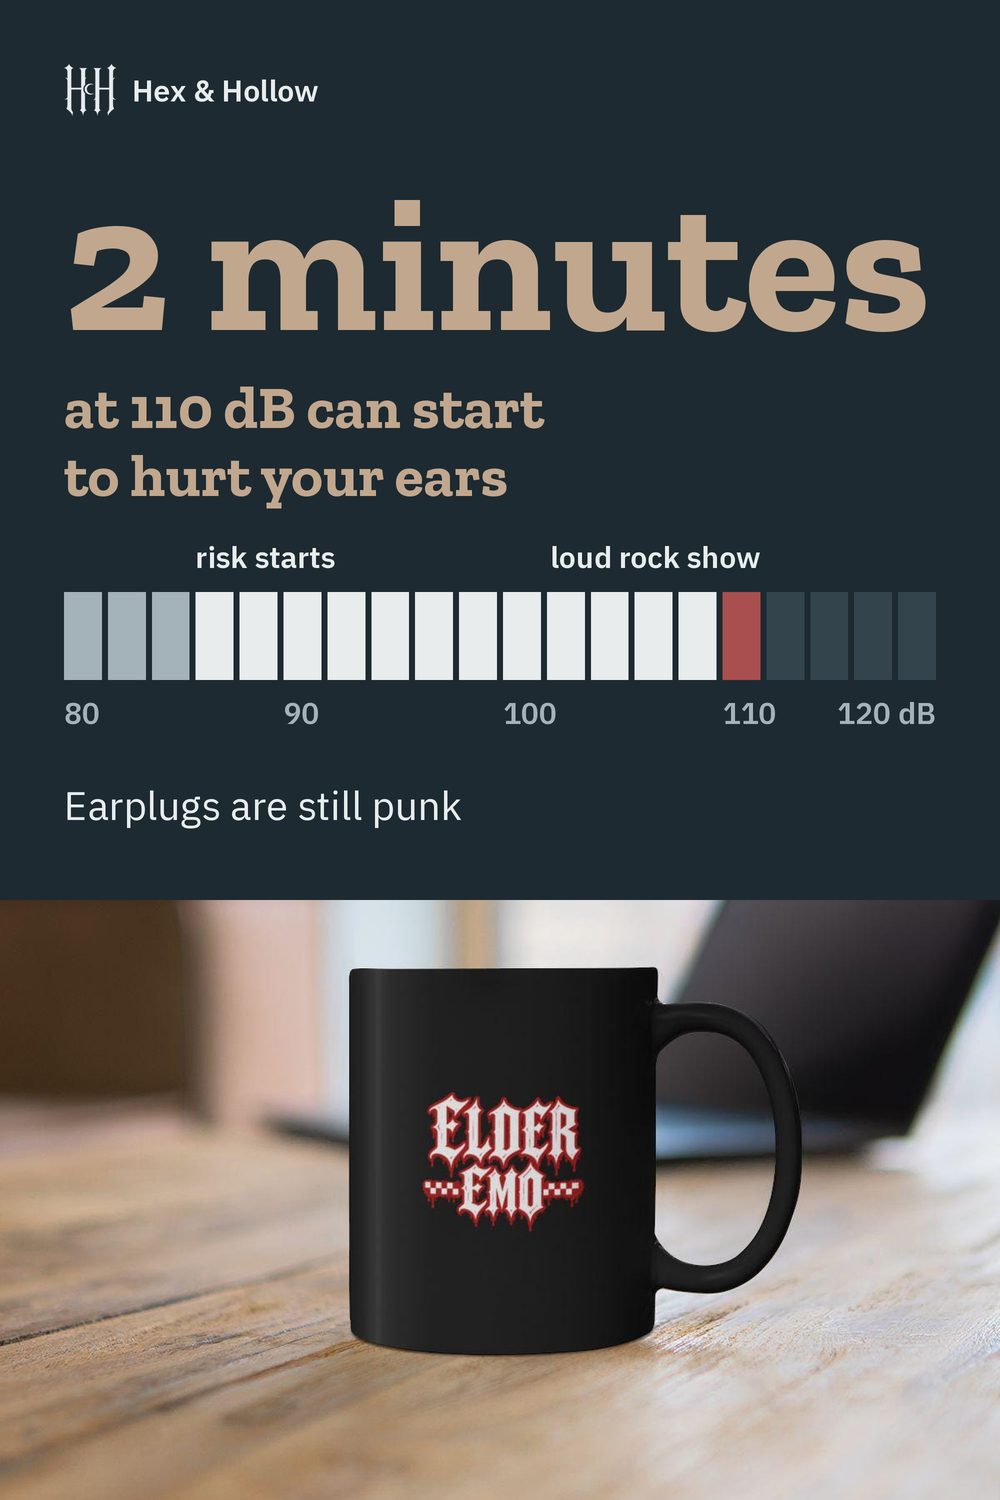 Hex & Hollow
2 minutes
at 110 dB can start
to hurt your ears
risk starts
loud rock show
80
90
100
110
120 dB
Earplugs are still punk
ELDER
EMO